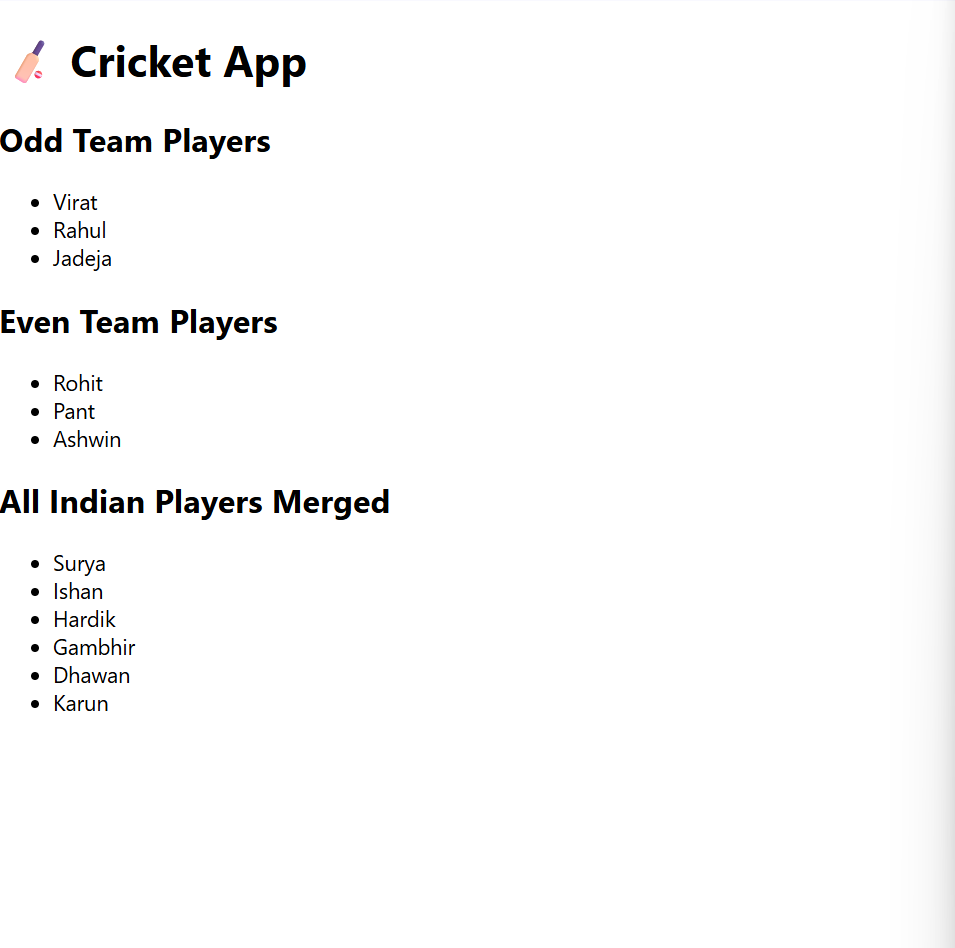 Cricket App
Odd Team Players
Virat
Rahul
Jadeja
Even Team Players
Rohit
Pant
Ashwin
All Indian Players Merged
Surya
Ishan
Hardik
Gambhir
Dhawan
Karun